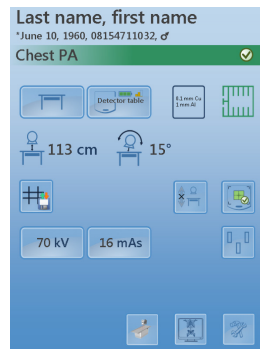 Last name, first name
*June 10, 1960, 08154711032, ♂
Chest PA
Detector table
0.1 mm Cu
1 mm Al
113 cm
15°
70 kV
16 mAs